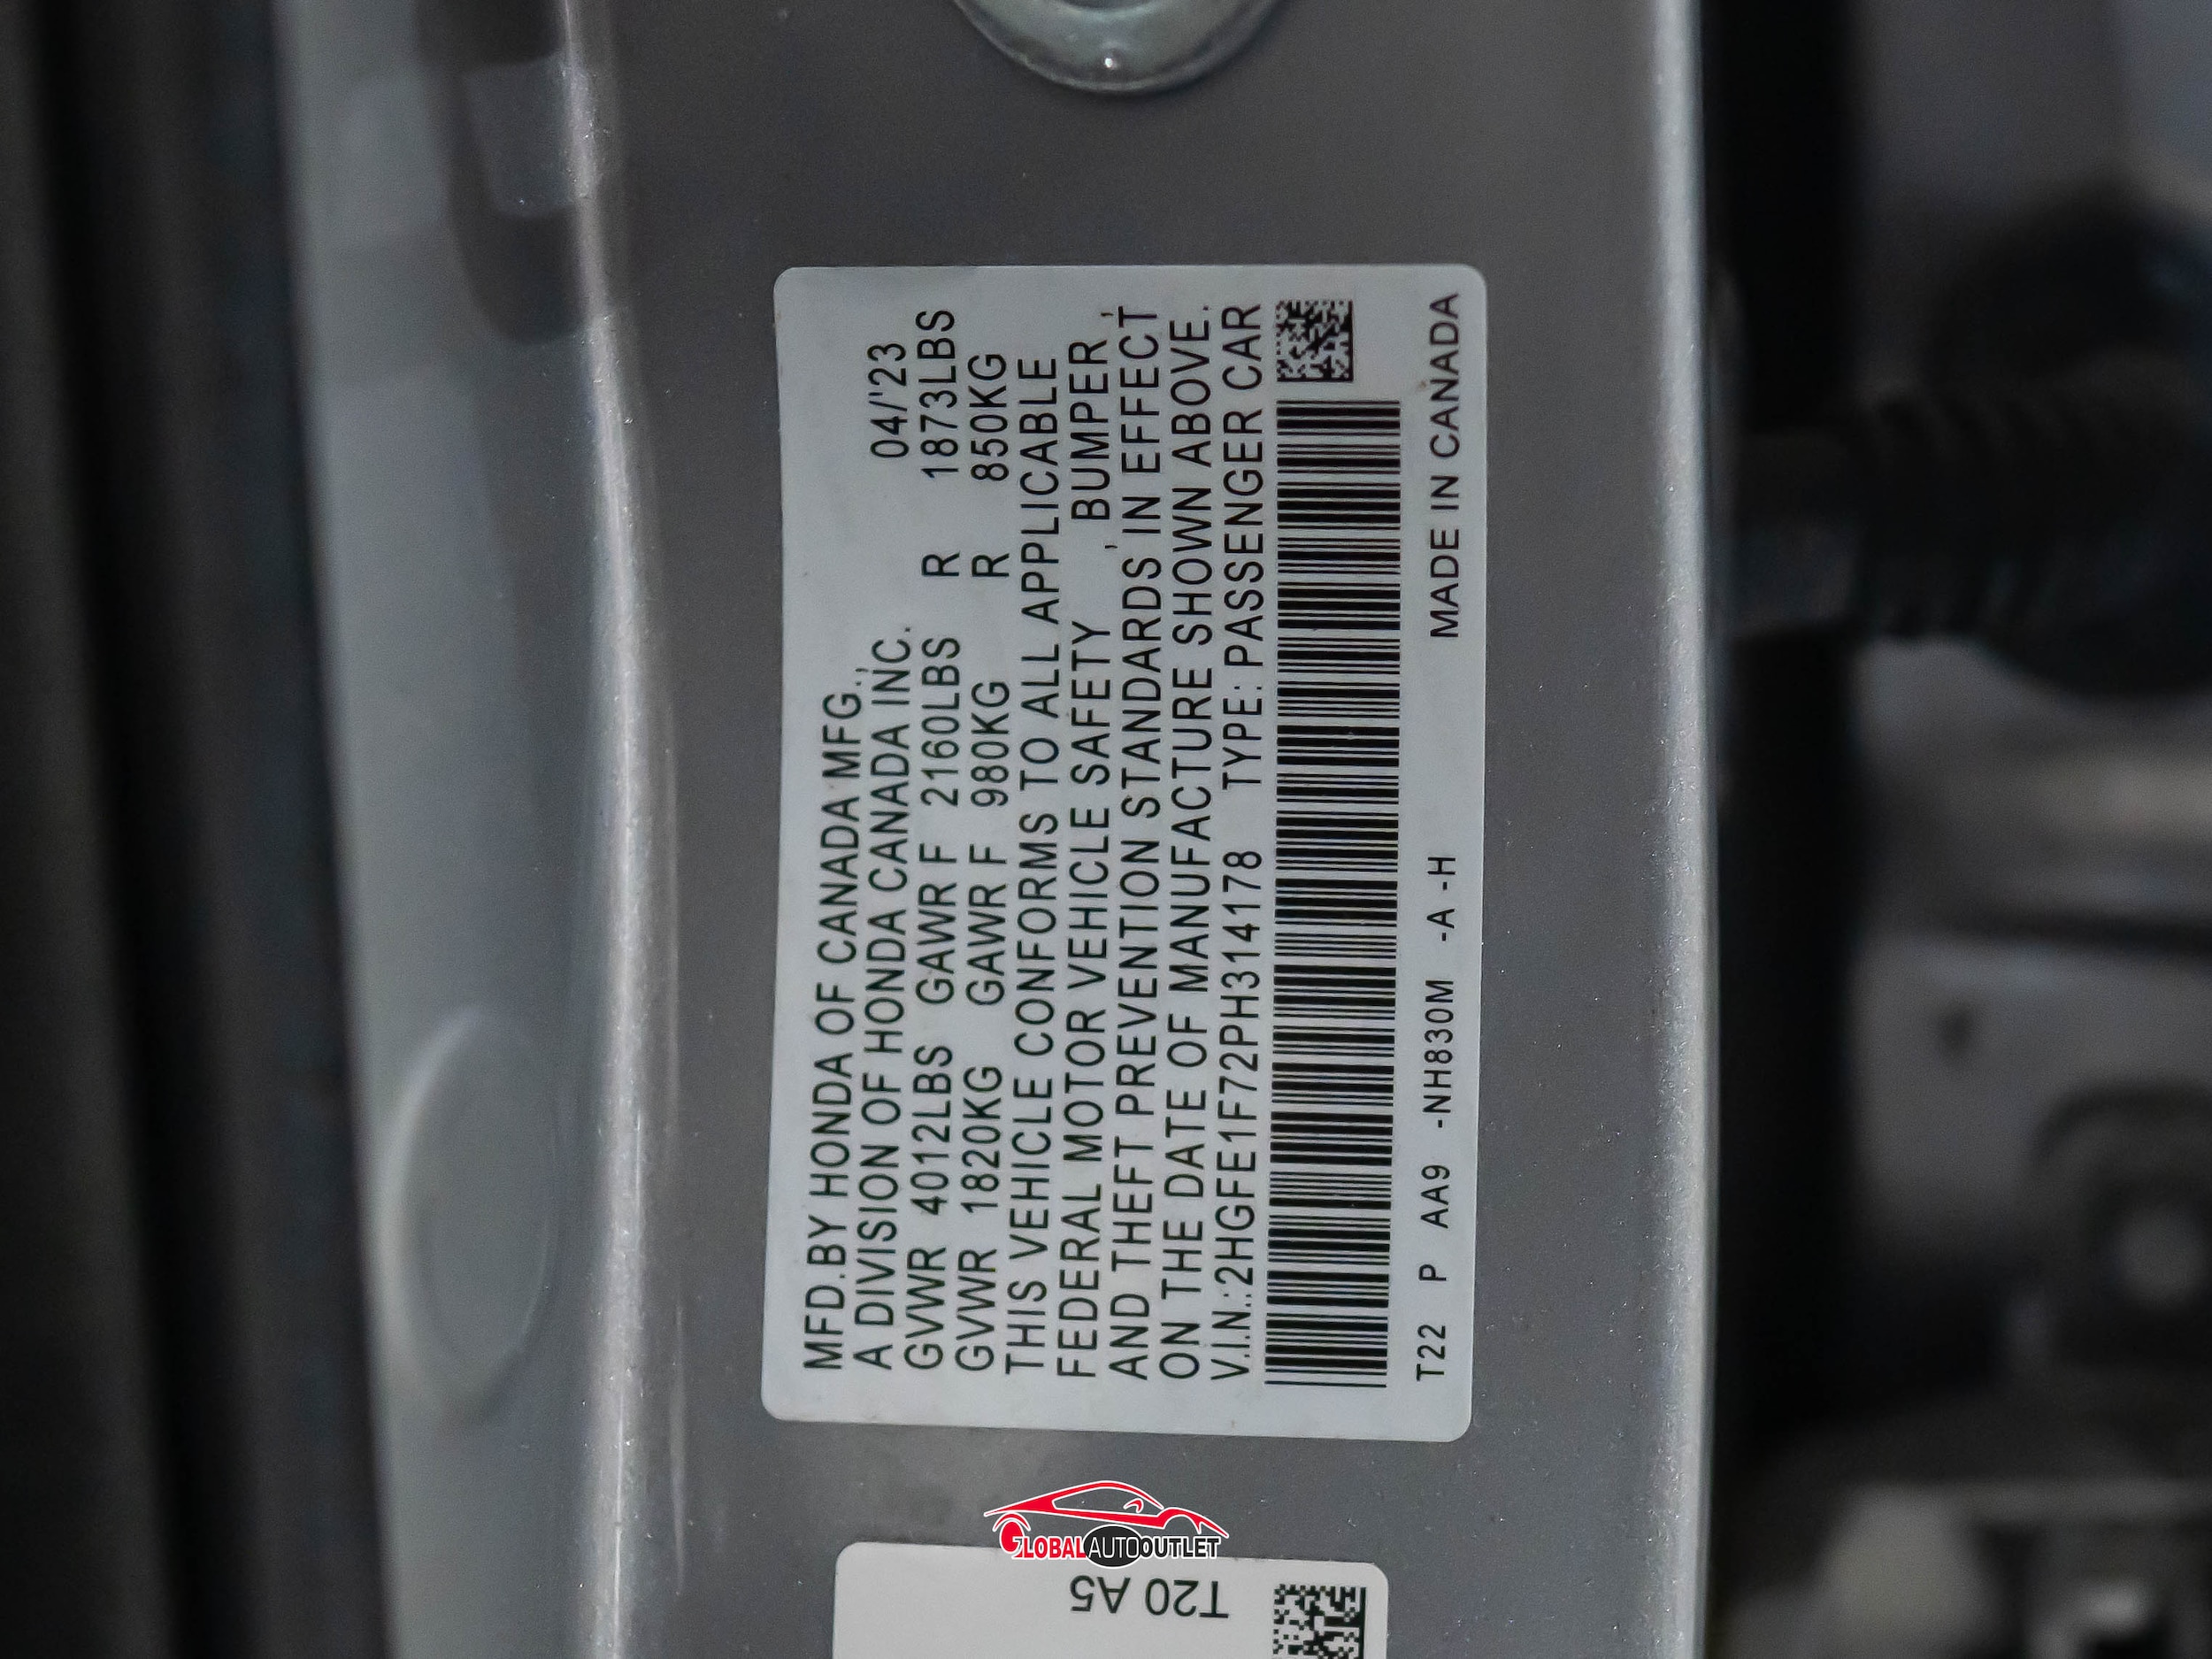 MFD.BY HONDA OF CANADA MFG.,
A DIVISION OF HONDA CANADA INC. 04/'23
GVWR 4012LBS GAWR F 2160LBS R 1873LBS
GVWR 1820KG GAWR F 980KG R 850KG
THIS VEHICLE CONFORMS TO ALL APPLICABLE
FEDERAL MOTOR VEHICLE SAFETY , BUMPER ,
AND THEFT PREVENTION STANDARDS IN EFFECT
ON THE DATE OF MANUFACTURE SHOWN ABOVE.
V.I.N.:2HGFE1F72PH314178 TYPE: PASSENGER CAR
T22 P AA9 -NH830M -A -H MADE IN CANADA
GLOBALAUTOOUTLET
T20 A5